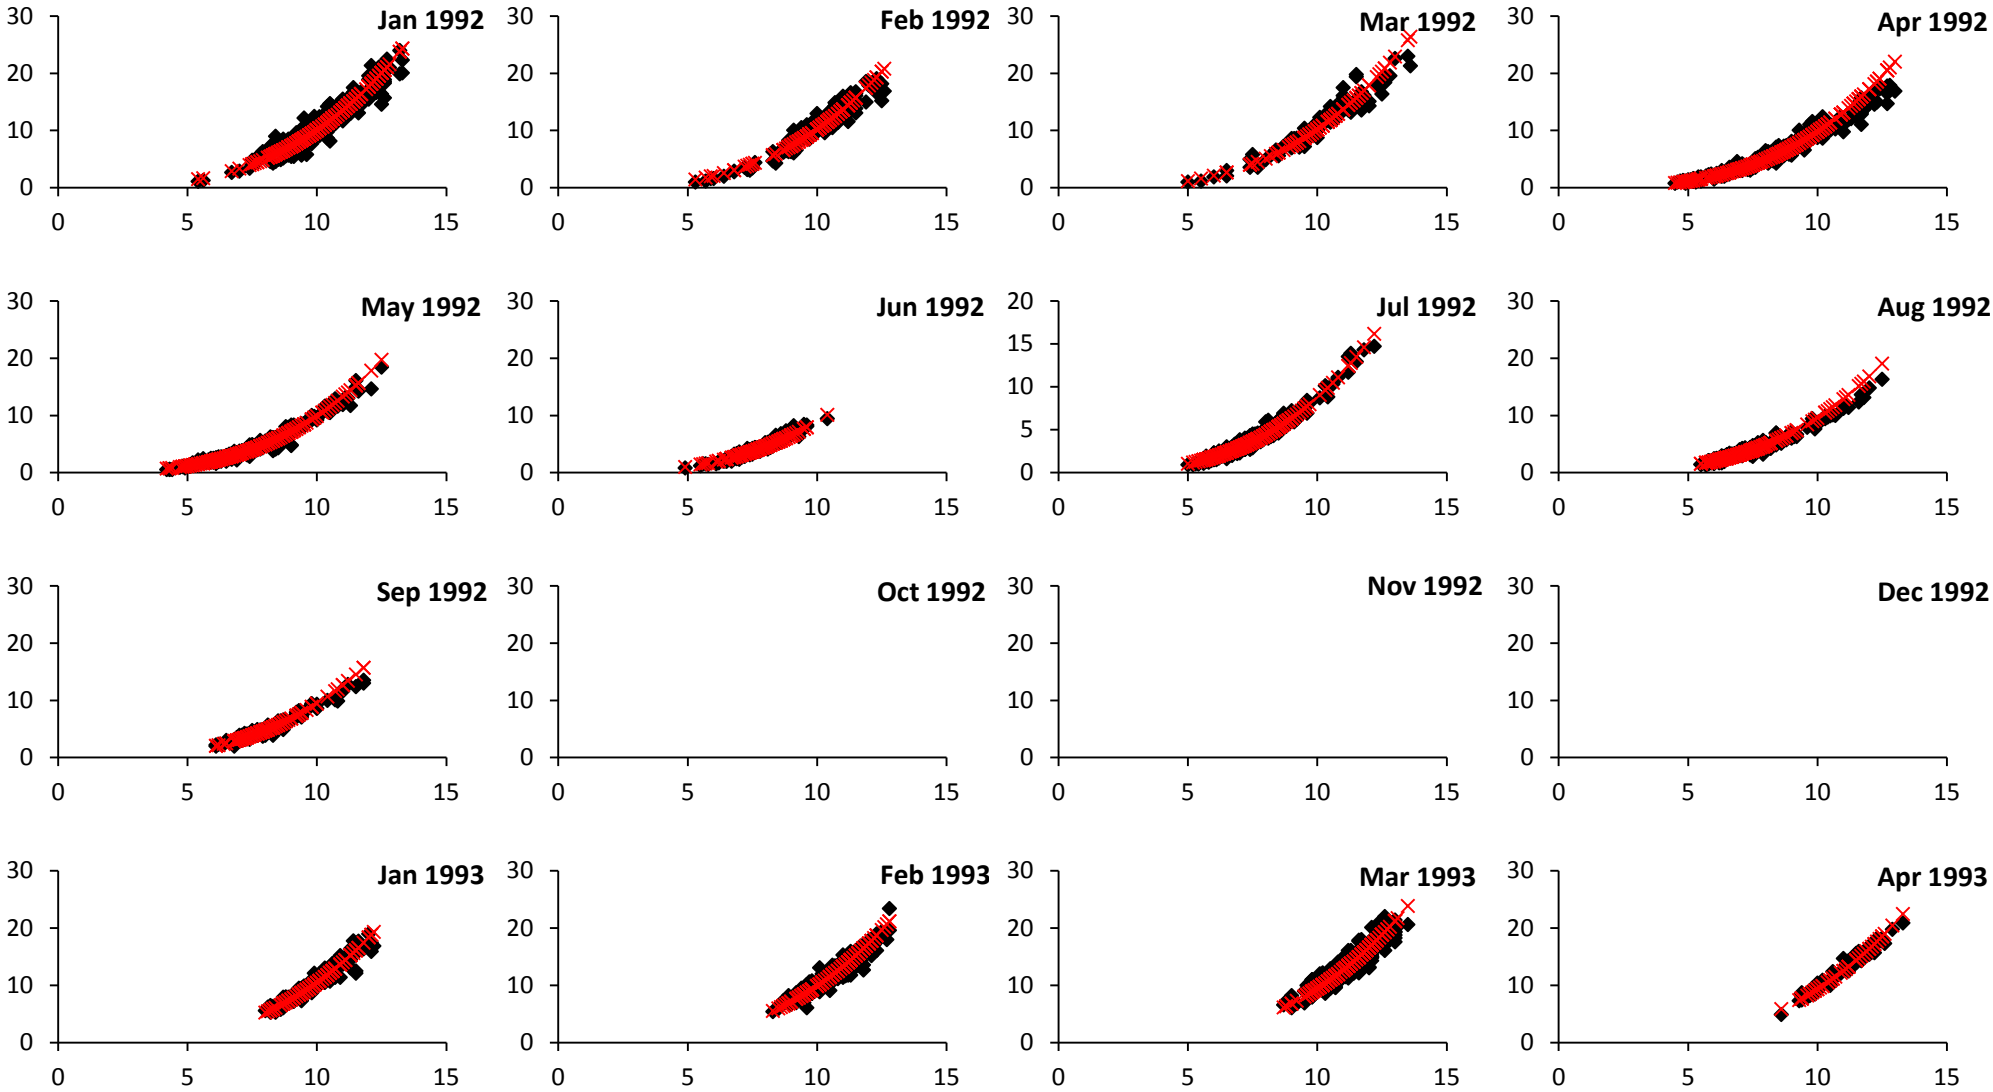 Jan 1992
30
20
10
0
0 5 10 15
Feb 1992
30
20
10
0
0 5 10 15
Mar 1992
30
20
10
0
0 5 10 15
Apr 1992
30
20
10
0
0 5 10 15
May 1992
30
20
10
0
0 5 10 15
Jun 1992
30
20
10
0
0 5 10 15
Jul 1992
20
15
10
5
0
0 5 10 15
Aug 1992
30
20
10
0
0 5 10 15
Sep 1992
30
20
10
0
0 5 10 15
Oct 1992
30
20
10
0
0 5 10 15
Nov 1992
30
20
10
0
0 5 10 15
Dec 1992
30
20
10
0
0 5 10 15
Jan 1993
30
20
10
0
0 5 10 15
Feb 1993
30
20
10
0
0 5 10 15
Mar 1993
30
20
10
0
0 5 10 15
Apr 1993
30
20
10
0
0 5 10 15